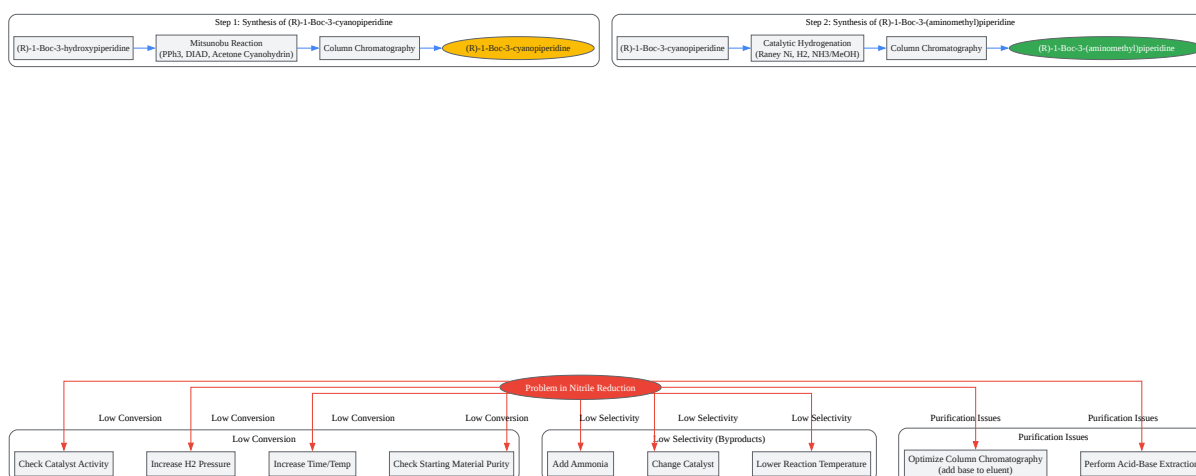 Step 1: Synthesis of (R)-1-Boc-3-cyanopiperidine
(R)-1-Boc-3-hydroxypiperidine
Mitsunobu Reaction
(PPh3, DIAD, Acetone Cyanohydrin)
Column Chromatography
(R)-1-Boc-3-cyanopiperidine
Step 2: Synthesis of (R)-1-Boc-3-(aminomethyl)piperidine
(R)-1-Boc-3-cyanopiperidine
Catalytic Hydrogenation
(Raney Ni, H2, NH3/MeOH)
Column Chromatography
(R)-1-Boc-3-(aminomethyl)piperidine
Problem in Nitrile Reduction
Low Conversion
Low Conversion
Low Conversion
Low Conversion
Low Selectivity
Low Selectivity
Low Selectivity
Purification Issues
Purification Issues
Low Conversion
Check Catalyst Activity
Increase H2 Pressure
Increase Time/Temp
Check Starting Material Purity
Low Selectivity (Byproducts)
Add Ammonia
Change Catalyst
Lower Reaction Temperature
Purification Issues
Optimize Column Chromatography
(add base to eluent)
Perform Acid-Base Extraction